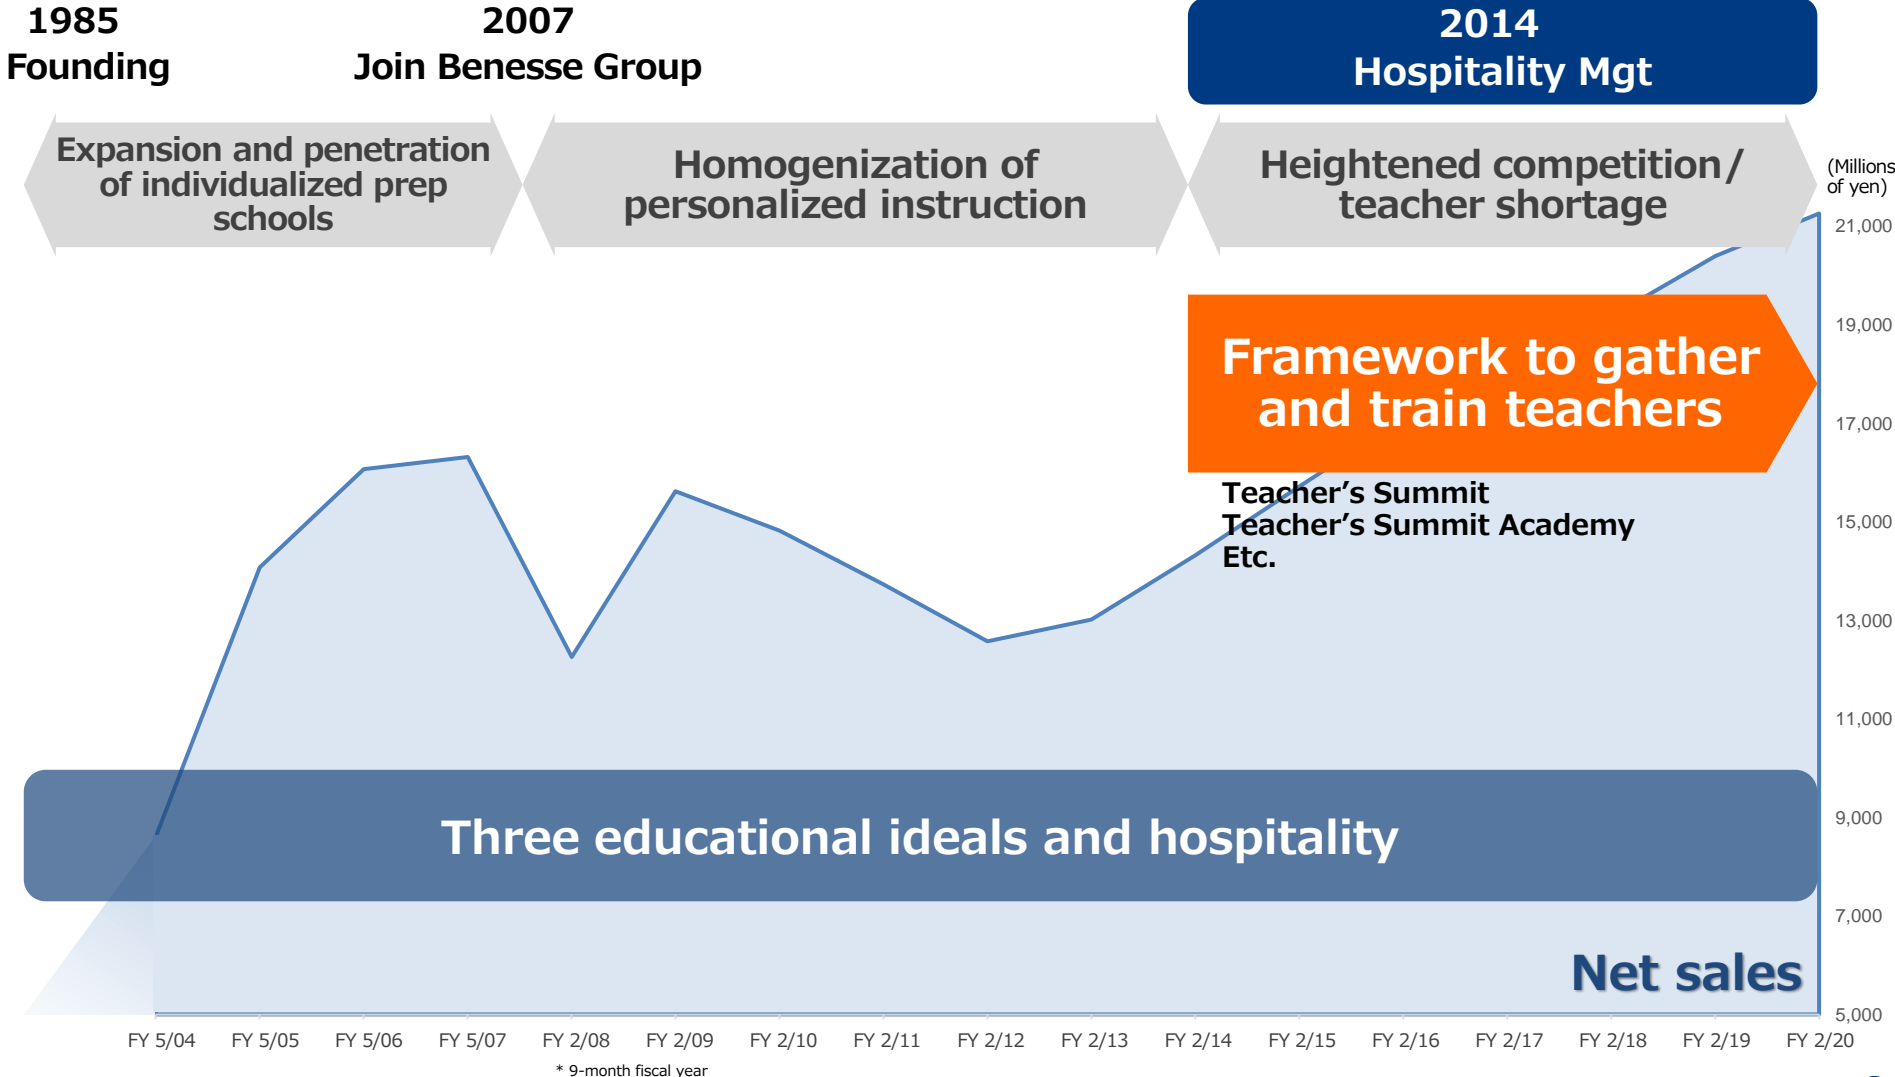 1985
Founding
2007
Join Benesse Group
2014
Hospitality Mgt
Expansion and penetration
of individualized prep
schools
Homogenization of
personalized instruction
Heightened competition/
teacher shortage
(Millions
of yen)
21,000
19,000
17,000
15,000
13,000
11,000
9,000
7,000
5,000
Framework to gather
and train teachers
Teacher’s Summit
Teacher’s Summit Academy
Etc.
Three educational ideals and hospitality
Net sales
FY 5/04 FY 5/05 FY 5/06 FY 5/07 FY 2/08 FY 2/09 FY 2/10 FY 2/11 FY 2/12 FY 2/13 FY 2/14 FY 2/15 FY 2/16 FY 2/17 FY 2/18 FY 2/19 FY 2/20
* 9-month fiscal year